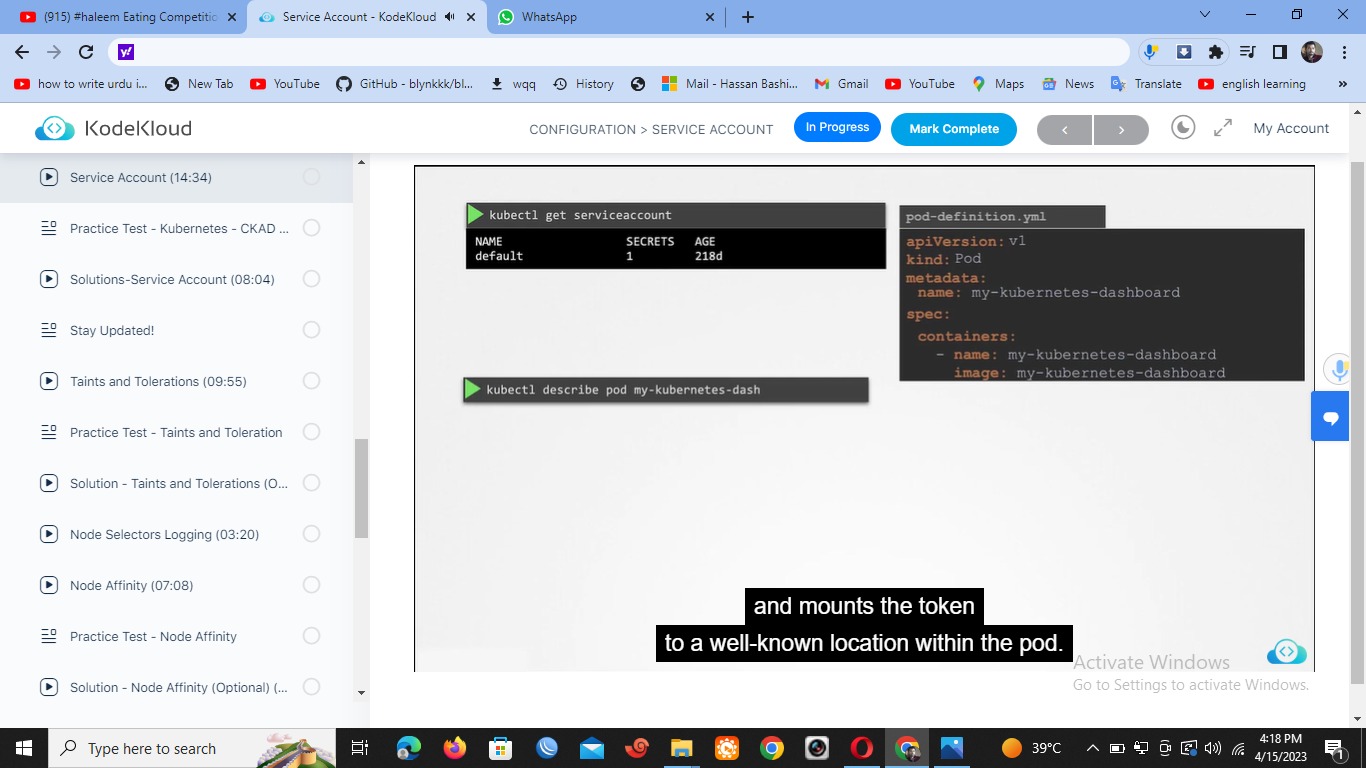 (915) #haleem Eating Competitio
Service Account - KodeKloud
WhatsApp
y!
how to write urdu i...
New Tab
YouTube
GitHub - blynkkk/bl...
wqq
History
Mail - Hassan Bashi...
Gmail
YouTube
Maps
News
Translate
english learning
»
KodeKloud
CONFIGURATION > SERVICE ACCOUNT
In Progress
Mark Complete
<
>
My Account
Service Account (14:34)
Practice Test - Kubernetes - CKAD ...
Solutions-Service Account (08:04)
Stay Updated!
Taints and Tolerations (09:55)
Practice Test - Taints and Toleration
Solution - Taints and Tolerations (O...
Node Selectors Logging (03:20)
Node Affinity (07:08)
Practice Test - Node Affinity
Solution - Node Affinity (Optional) (...
kubectl get serviceaccount
NAME SECRETS AGE
default 1 218d
kubectl describe pod my-kubernetes-dash
pod-definition.yml
apiVersion: v1
kind: Pod
metadata:
name: my-kubernetes-dashboard
spec:
containers:
- name: my-kubernetes-dashboard
image: my-kubernetes-dashboard
and mounts the token
to a well-known location within the pod.
Activate Windows
Go to Settings to activate Windows.
Type here to search
39°C
4:18 PM
4/15/2023
1